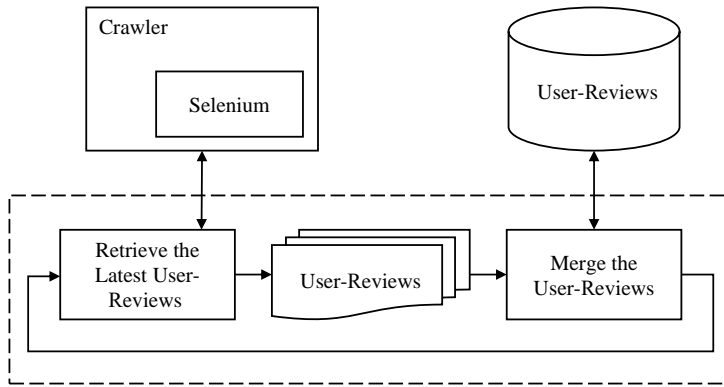 Crawler
Selenium
User-Reviews
Retrieve the
Latest User-
Reviews
User-Reviews
Merge the
User-Reviews